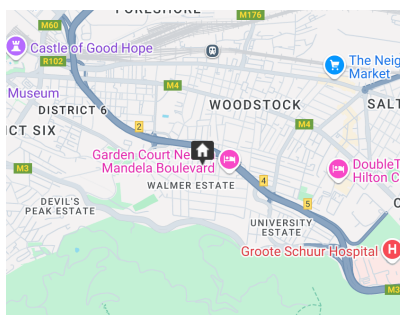 FORESHORE
M176
M60
Castle of Good Hope
R102
The Neig
Market
M4
Museum
WOODSTOCK
SALT
DISTRICT 6
2
M4
CT SIX
Garden Court Ne
Mandela Boulevard
DoubleT
Hilton C
M3
4
WALMER ESTATE
DEVIL'S
PEAK ESTATE
5
C
UNIVERSITY
ESTATE
Groote Schuur Hospital
H
M3